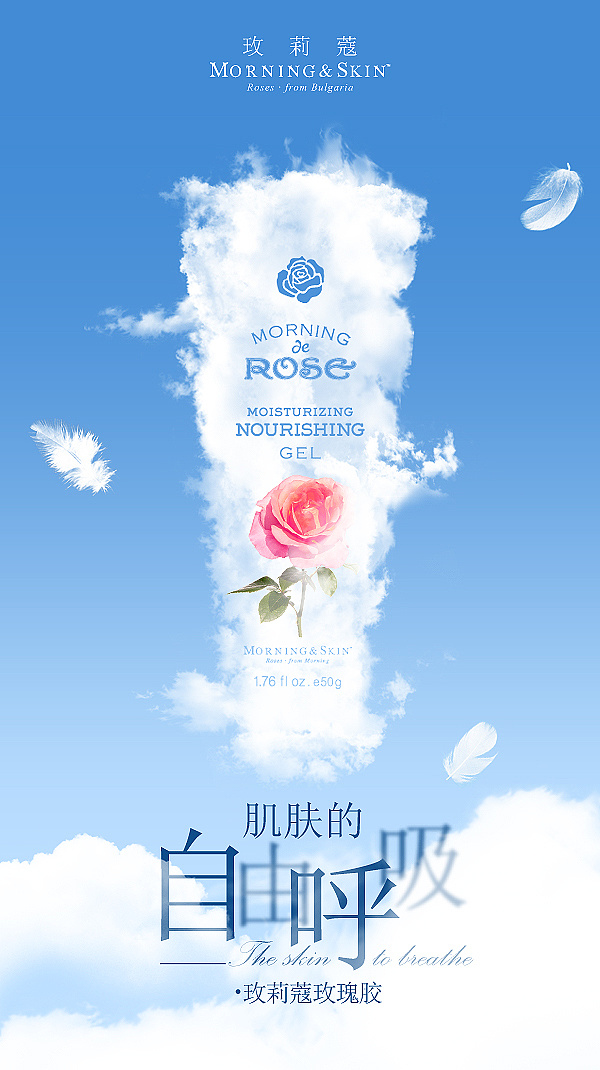 玫莉蔻
MORNING&SKIN™
Roses · from Bulgaria
MORNING
de
ROSE
MOISTURIZING
NOURISHING
GEL
MORNING&SKIN™
Roses · from Morning
1.76 fl oz. e50g
肌肤的
自由呼吸
The skin to breathe
·玫莉蔻玫瑰胶